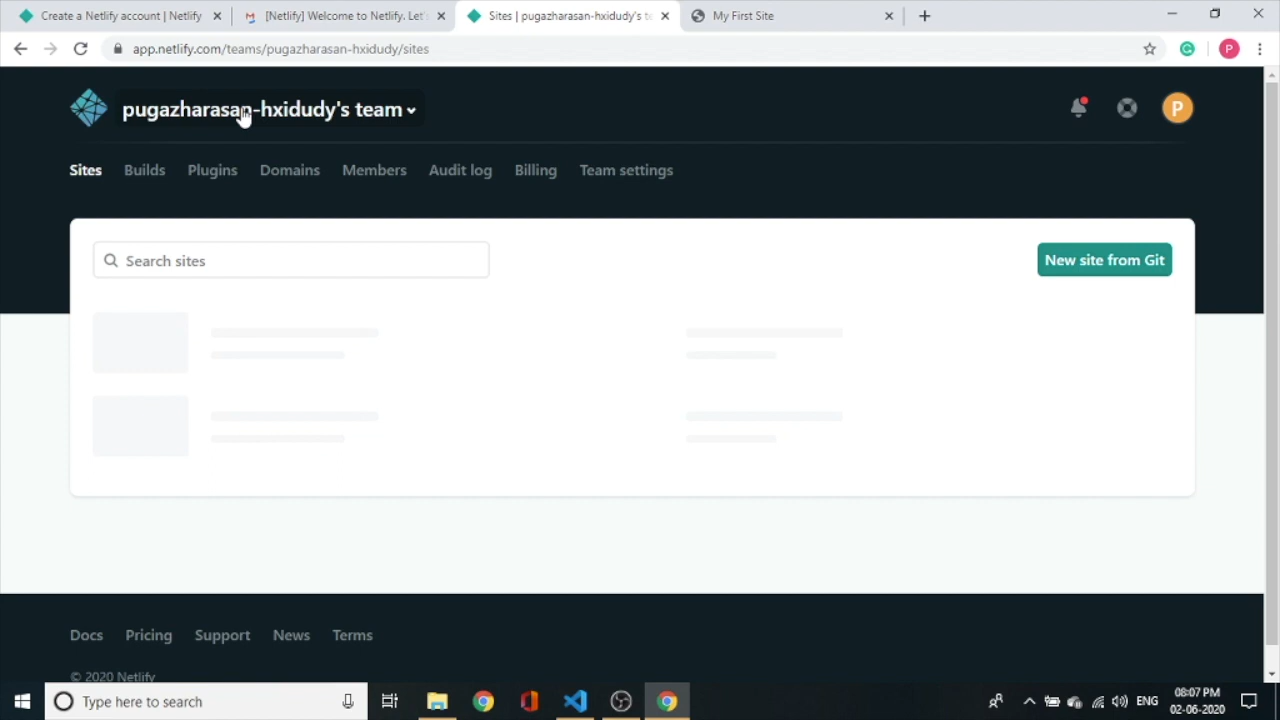 Create a Netlify account | Netlify
[Netlify] Welcome to Netlify. Let's
Sites | pugazharasan-hxidudy's te
My First Site
app.netlify.com/teams/pugazharasan-hxidudy/sites
P
pugazharasan-hxidudy's team
P
Sites Builds Plugins Domains Members Audit log Billing Team settings
Search sites
New site from Git
Docs Pricing Support News Terms
© 2020 Netlify
Type here to search
ENG
08:07 PM
02-06-2020